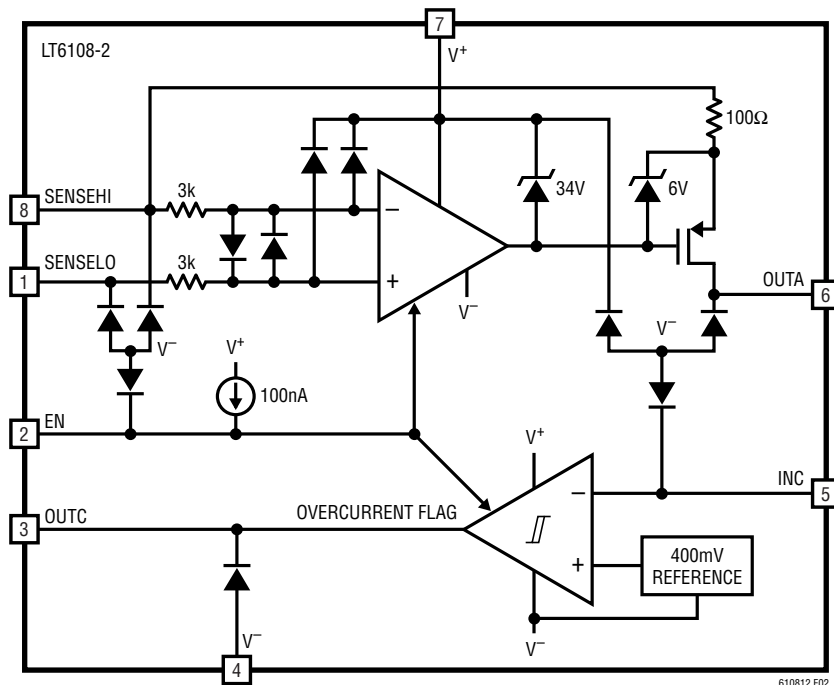 7
LT6108-2
V+
100Ω
34V
6V
3k
8
SENSEHI
−
3k
1
SENSELO
+
V−
OUTA
6
V−
V−
V+
100nA
2
EN
V+
INC
5
−
3
OUTC
OVERCURRENT FLAG
+
400mV
REFERENCE
V−
V−
4
610812 F02